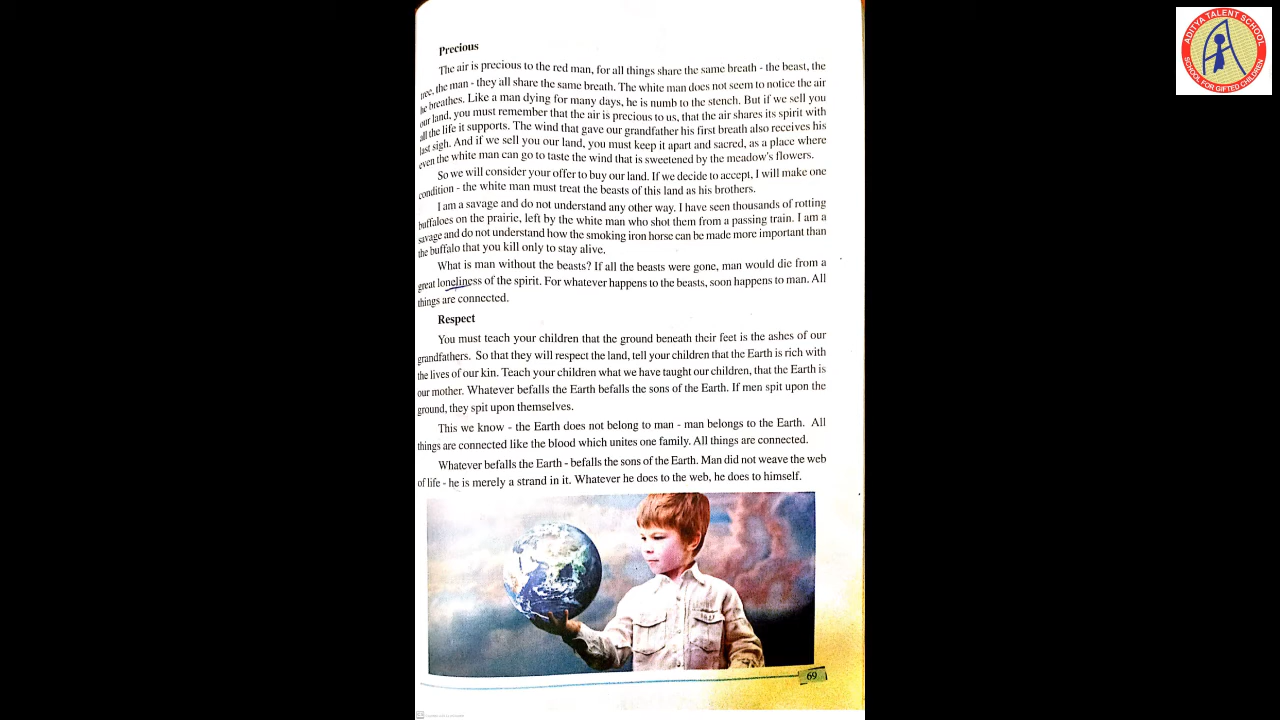 ADITYA TALENT SCHOOL
SCHOOL FOR GIFTED CHILDREN
Precious
The air is precious to the red man, for all things share the same breath - the beast, the
tree, the man - they all share the same breath. The white man does not seem to notice the air
he breathes. Like a man dying for many days, he is numb to the stench. But if we sell you
our land, you must remember that the air is precious to us, that the air shares its spirit with
all the life it supports. The wind that gave our grandfather his first breath also receives his
last sigh. And if we sell you our land, you must keep it apart and sacred, as a place where
even the white man can go to taste the wind that is sweetened by the meadow's flowers.
So we will consider your offer to buy our land. If we decide to accept, I will make one
condition - the white man must treat the beasts of this land as his brothers.
I am a savage and do not understand any other way. I have seen thousands of rotting
buffaloes on the prairie, left by the white man who shot them from a passing train. I am a
savage and do not understand how the smoking iron horse can be made more important than
the buffalo that you kill only to stay alive.
What is man without the beasts? If all the beasts were gone, man would die from a
great loneliness of the spirit. For whatever happens to the beasts, soon happens to man. All
things are connected.
Respect
You must teach your children that the ground beneath their feet is the ashes of our
grandfathers. So that they will respect the land, tell your children that the Earth is rich with
the lives of our kin. Teach your children what we have taught our children, that the Earth is
our mother. Whatever befalls the Earth befalls the sons of the Earth. If men spit upon the
ground, they spit upon themselves.
This we know - the Earth does not belong to man - man belongs to the Earth. All
things are connected like the blood which unites one family. All things are connected.
Whatever befalls the Earth - befalls the sons of the Earth. Man did not weave the web
of life - he is merely a strand in it. Whatever he does to the web, he does to himself.
69